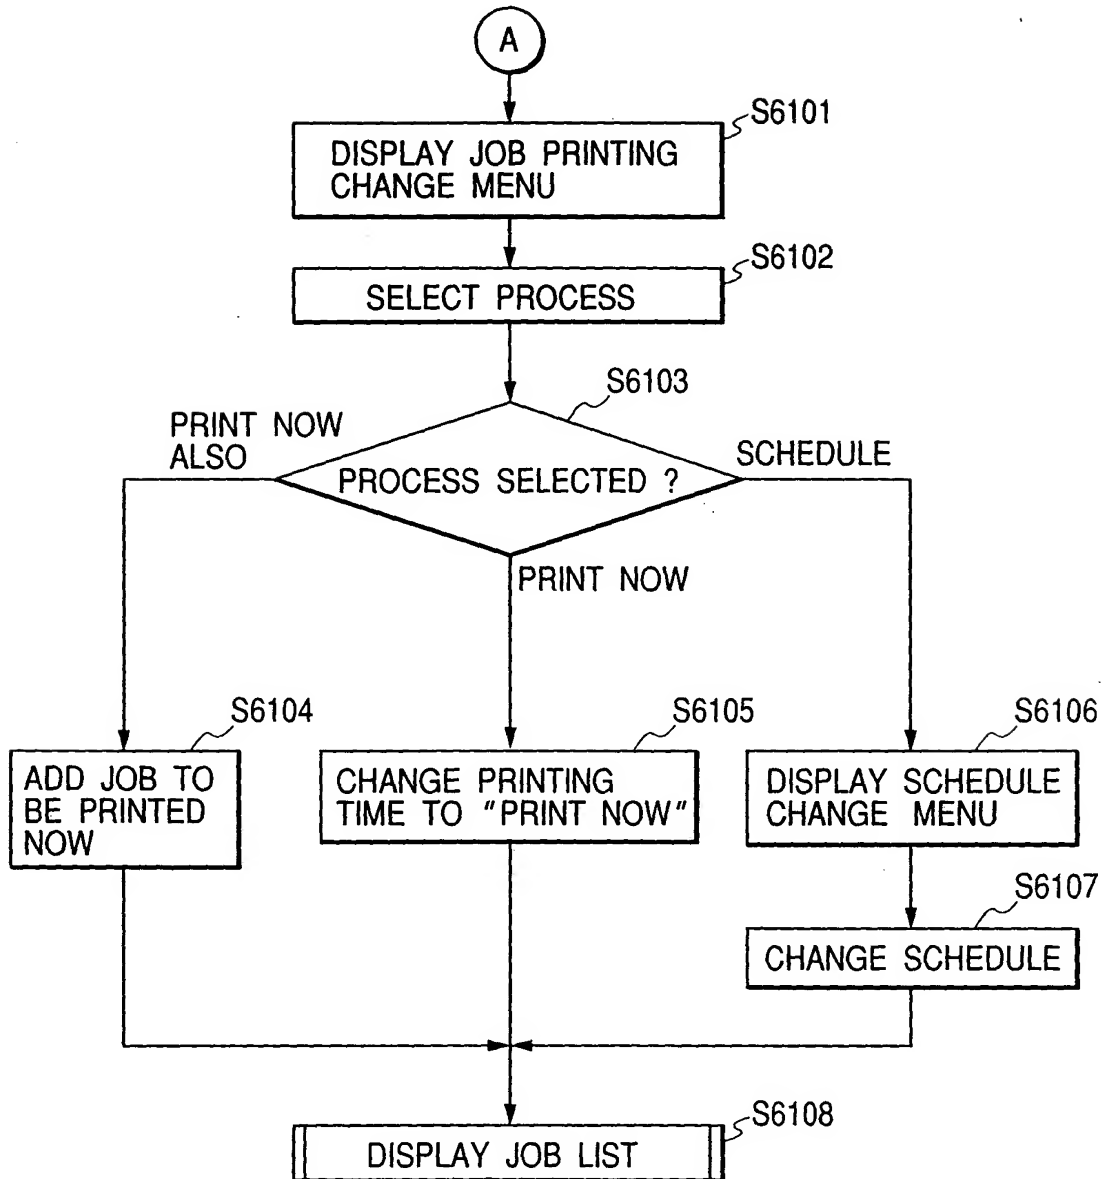 A
S6101
DISPLAY JOB PRINTING
CHANGE MENU
S6102
SELECT PROCESS
S6103
PRINT NOW
ALSO
PROCESS SELECTED ?
SCHEDULE
PRINT NOW
S6104
S6105
S6106
ADD JOB TO
BE PRINTED
NOW
CHANGE PRINTING
TIME TO "PRINT NOW"
DISPLAY SCHEDULE
CHANGE MENU
S6107
CHANGE SCHEDULE
S6108
DISPLAY JOB LIST